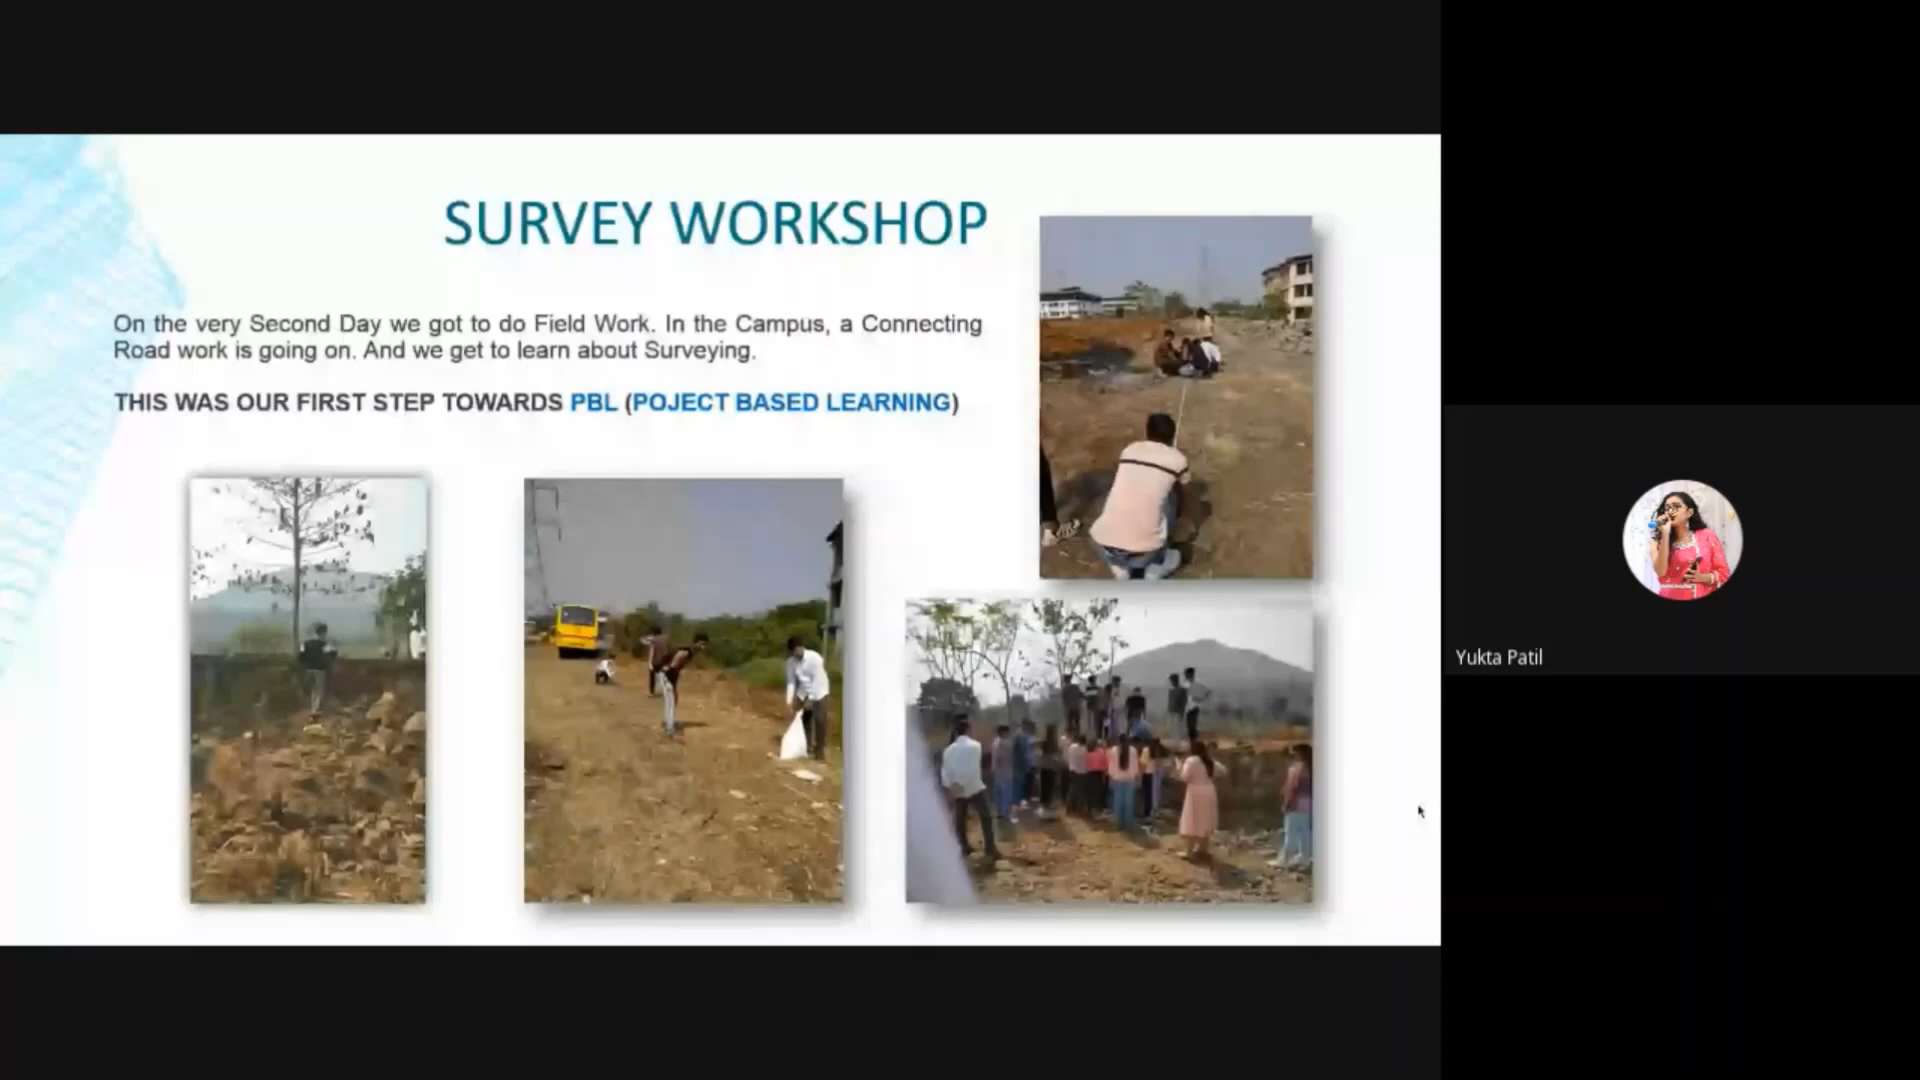 SURVEY WORKSHOP
On the very Second Day we got to do Field Work. In the Campus, a Connecting
Road work is going on. And we get to learn about Surveying.
THIS WAS OUR FIRST STEP TOWARDS PBL (POJECT BASED LEARNING)
Yukta Patil